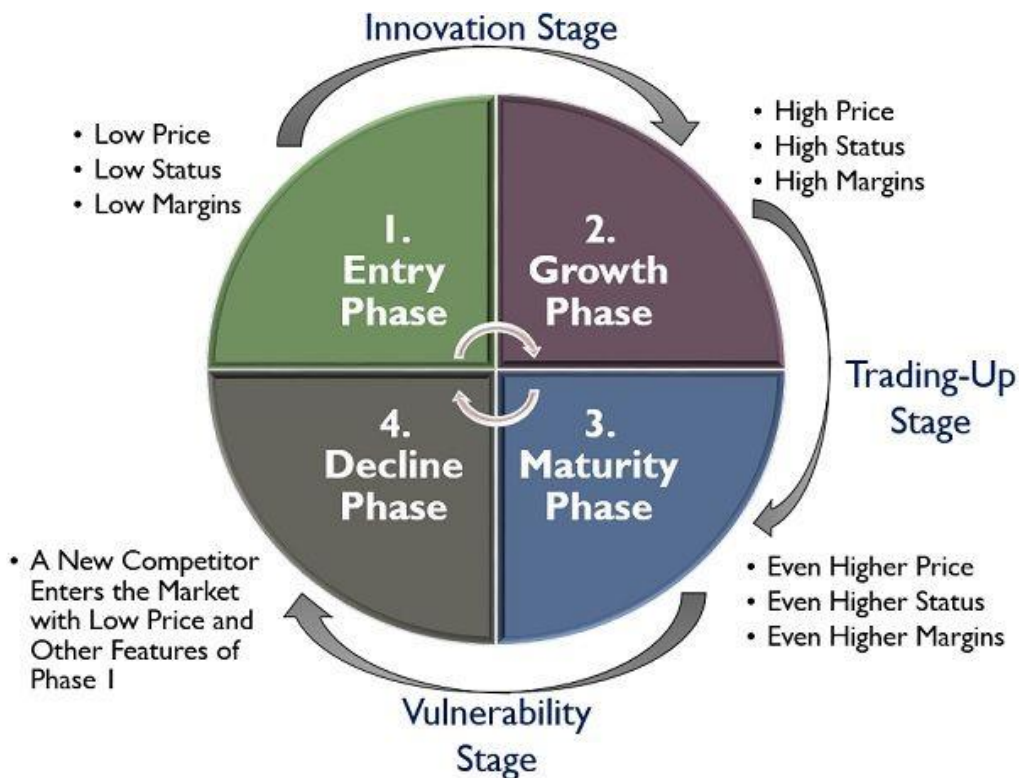 Innovation Stage
• Low Price
• Low Status
• Low Margins
• High Price
• High Status
• High Margins
1.
Entry
Phase
2.
Growth
Phase
Trading-Up
Stage
4.
Decline
Phase
3.
Maturity
Phase
• A New Competitor
Enters the Market
with Low Price and
Other Features of
Phase 1
• Even Higher Price
• Even Higher Status
• Even Higher Margins
Vulnerability
Stage